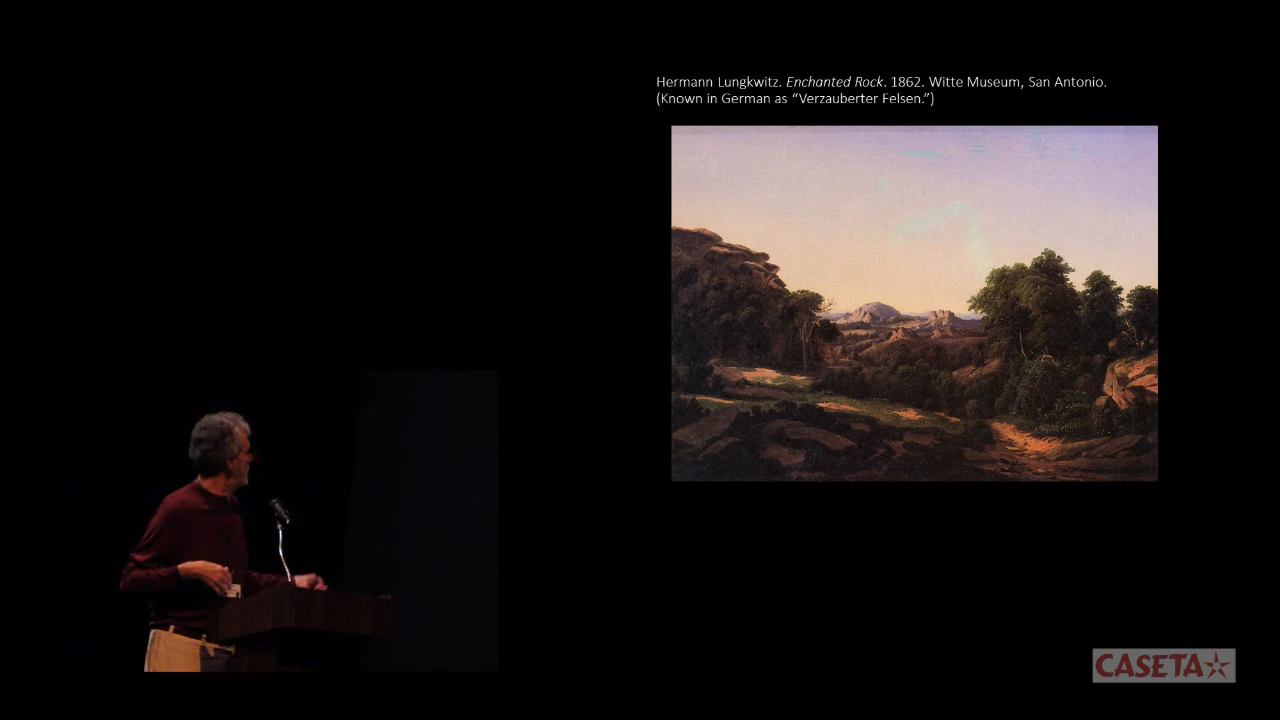 Hermann Lungkwitz. Enchanted Rock. 1862. Witte Museum, San Antonio.
(Known in German as “Verzauberter Felsen.”)
CASETA